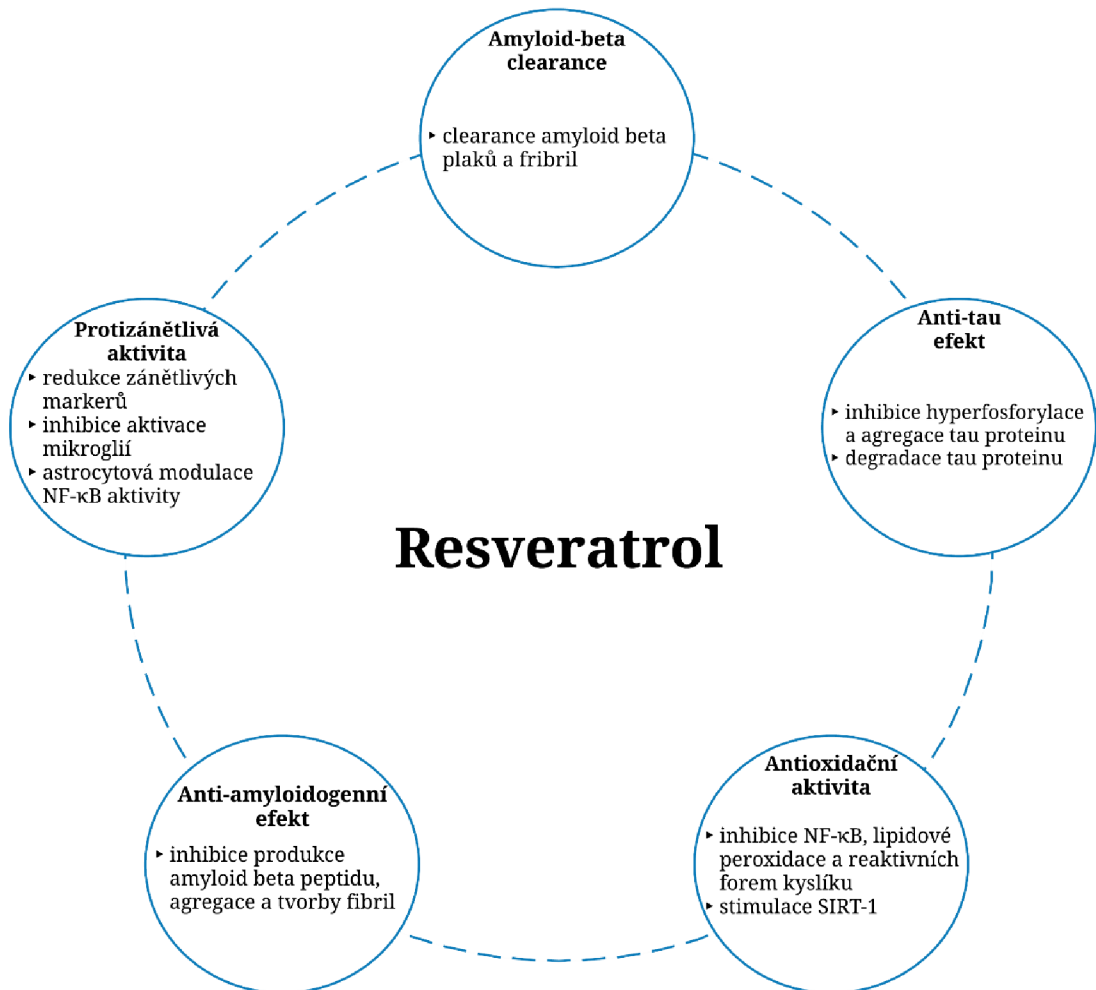 Amyloid-beta
clearance
‣ clearance amyloid beta
plaků a fribril
Protizánětlivá
aktivita
‣ redukce zánětlivých
markerů
‣ inhibice aktivace
mikroglií
‣ astrocytová modulace
NF-κB aktivity
Anti-tau
efekt
‣ inhibice hyperfosforylace
a agregace tau proteinu
‣ degradace tau proteinu
Resveratrol
Anti-amyloidogenní
efekt
‣ inhibice produkce
amyloid beta peptidu,
agregace a tvorby fibril
Antioxidační
aktivita
‣ inhibice NF-κB, lipidové
peroxidace a reaktivních
forem kyslíku
‣ stimulace SIRT-1